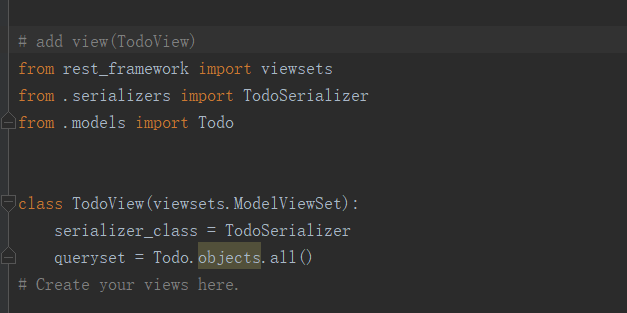 # add view(TodoView)
from rest_framework import viewsets
from .serializers import TodoSerializer
from .models import Todo
class TodoView(viewsets.ModelViewSet):
    serializer_class = TodoSerializer
    queryset = Todo.objects.all()
# Create your views here.